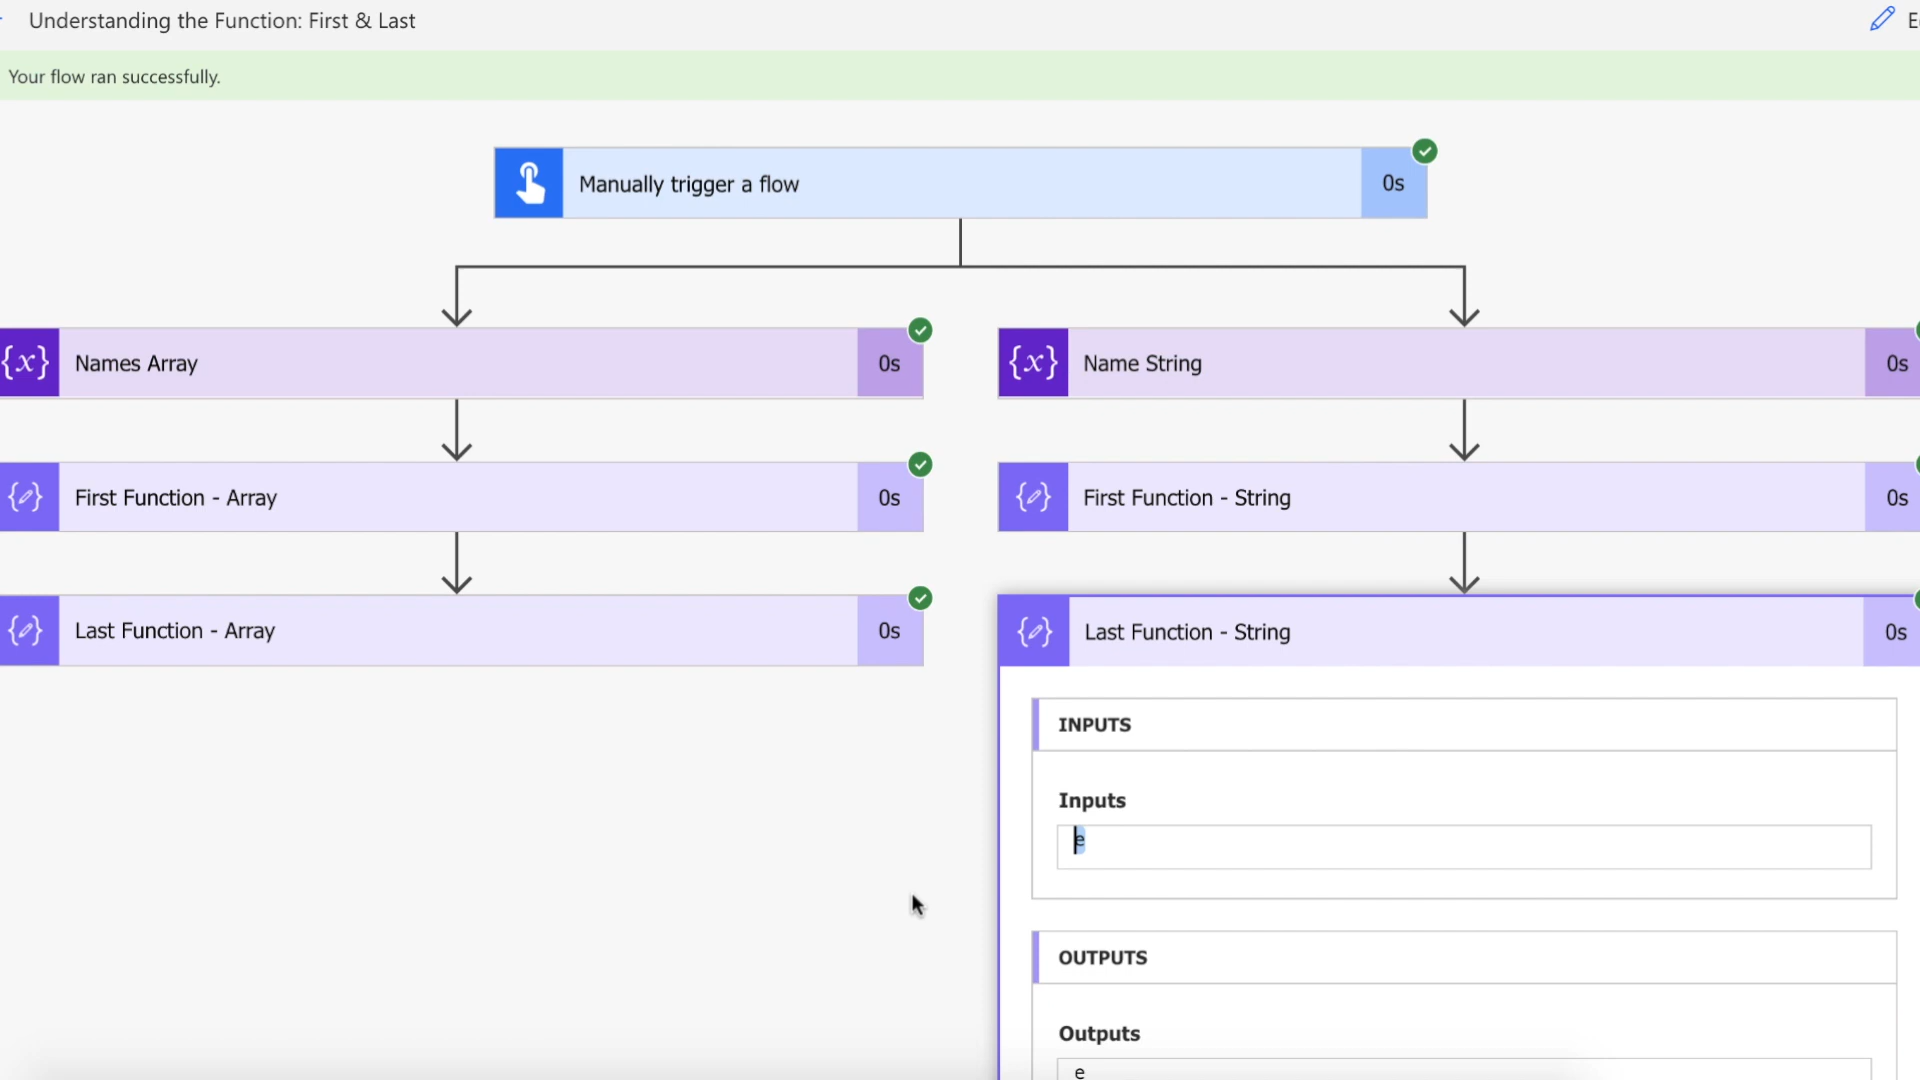 Understanding the Function: First & Last
Your flow ran successfully.
Manually trigger a flow
0s
{x} Names Array
0s
{x} Name String
0s
First Function - Array
0s
First Function - String
0s
Last Function - Array
0s
Last Function - String
0s
INPUTS
Inputs
e
OUTPUTS
Outputs
e